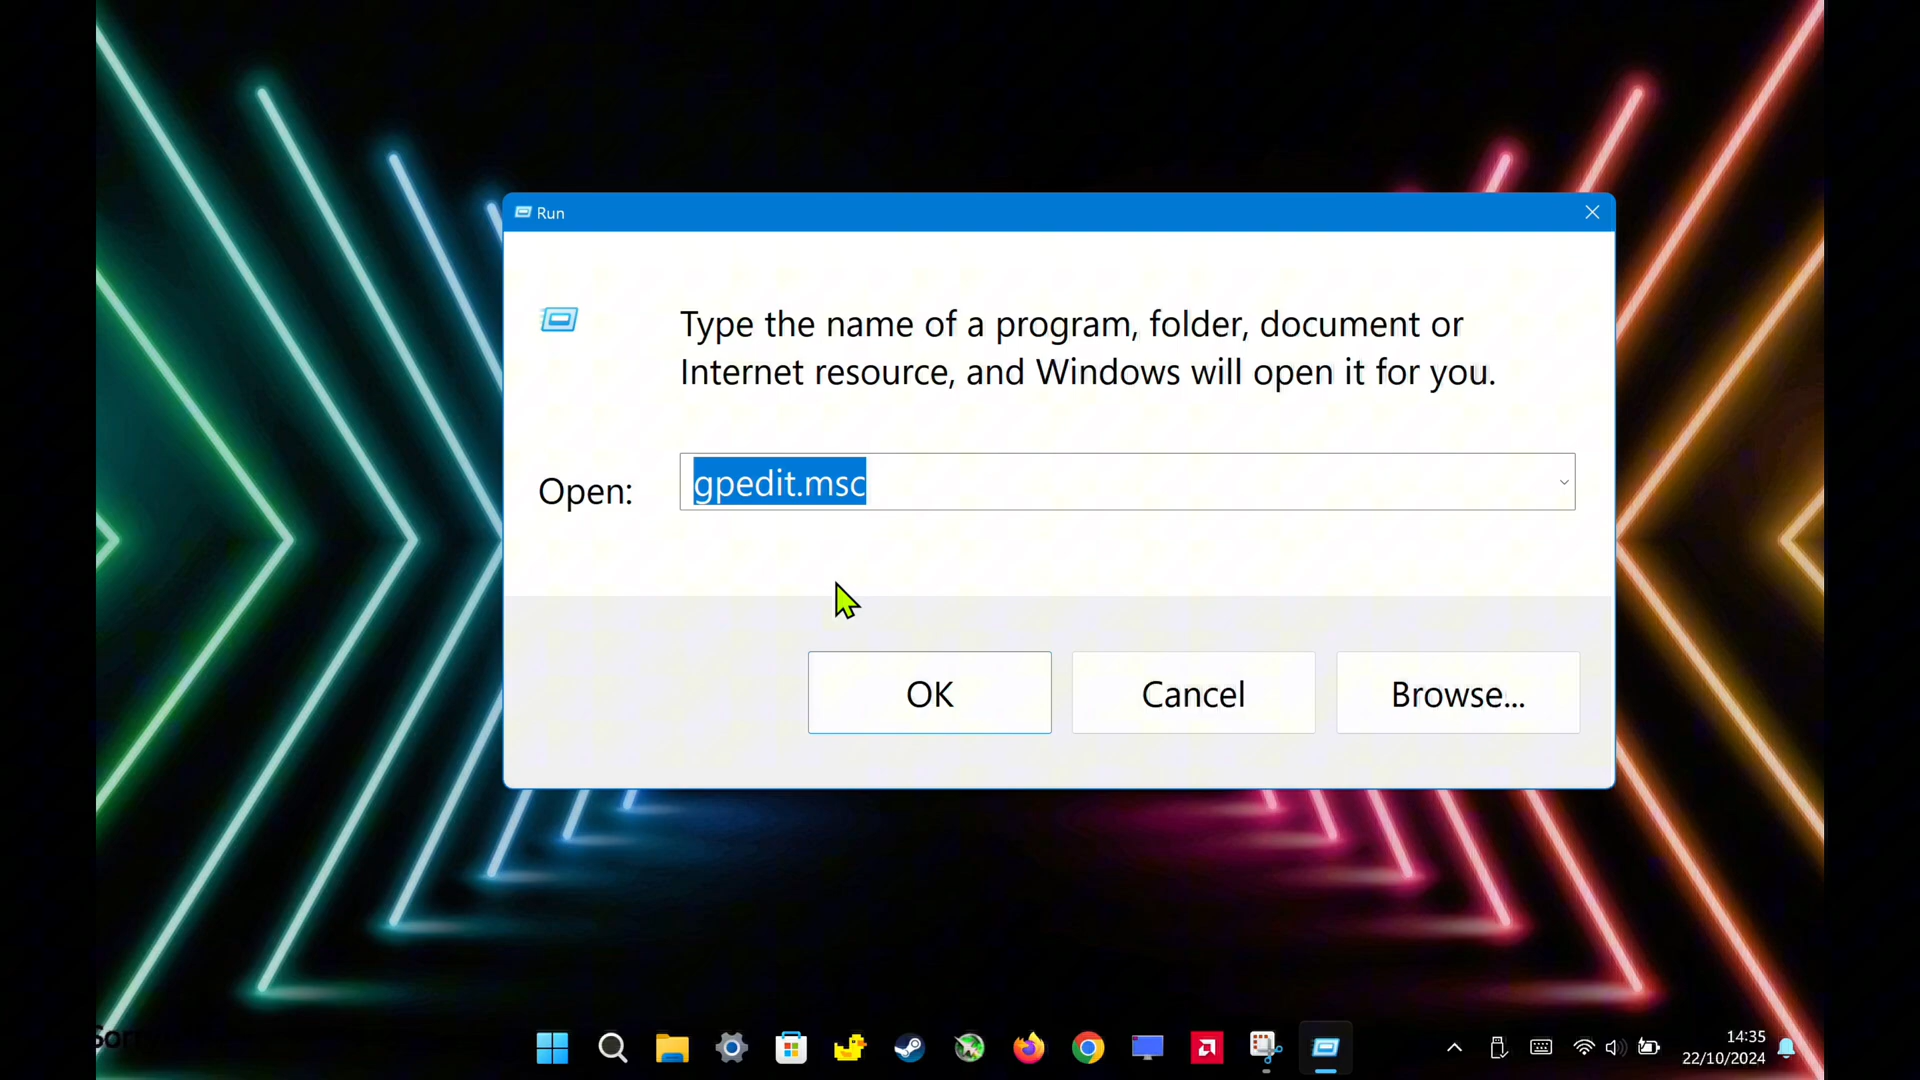 Run
Type the name of a program, folder, document or
Internet resource, and Windows will open it for you.
Open:
gpedit.msc
OK
Cancel
Browse...
14:35
22/10/2024